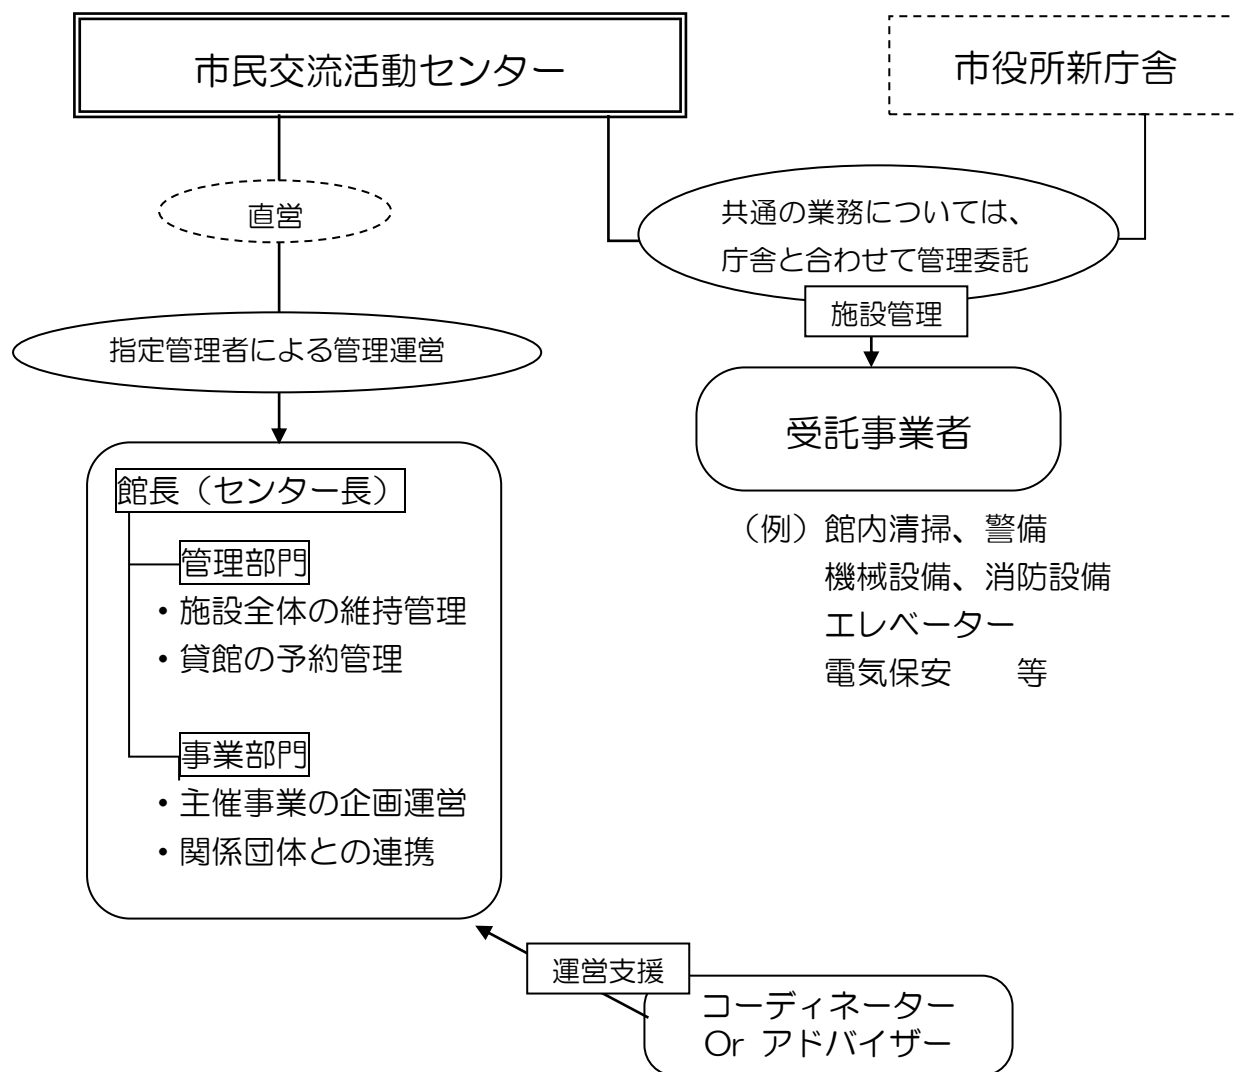 市民交流活動センター
市役所新庁舎
直営
共通の業務については、
庁舎と合わせて管理委託
施設管理
指定管理者による管理運営
受託事業者
館長（センター長）
（例）館内清掃、警備
機械設備、消防設備
エレベーター
電気保安　　等
管理部門
・施設全体の維持管理
・貸館の予約管理
事業部門
・主催事業の企画運営
・関係団体との連携
運営支援
コーディネーター
Or アドバイザー